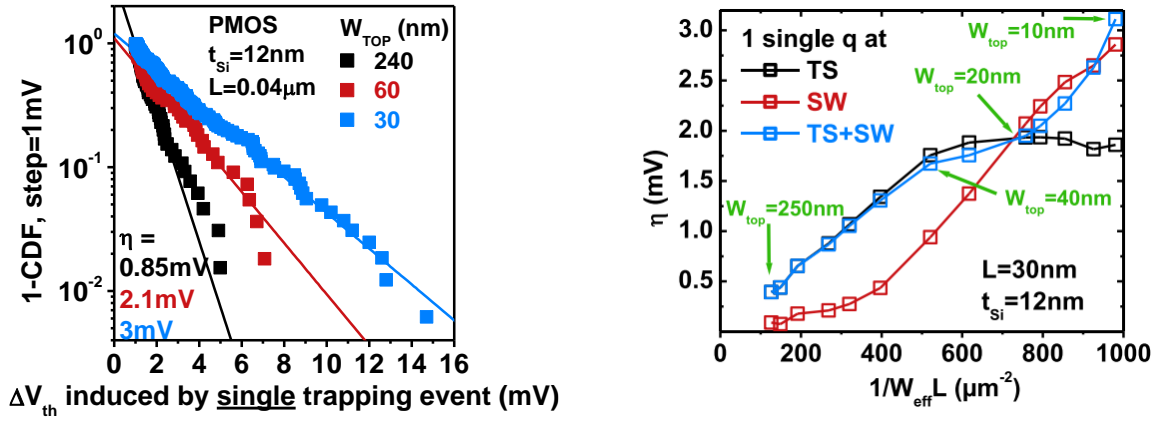 1-CDF, step=1mV
10⁰
10⁻¹
10⁻²
PMOS
t_Si=12nm
L=0.04μm
W_TOP (nm)
240
60
30
η =
0.85mV
2.1mV
3mV
0 2 4 6 8 10 12 14 16
ΔV_th induced by single trapping event (mV)
η (mV)
3.0
2.5
2.0
1.5
1.0
0.5
1 single q at
TS
SW
TS+SW
W_top=10nm
W_top=20nm
W_top=40nm
W_top=250nm
L=30nm
t_Si=12nm
0 200 400 600 800 1000
1/W_effL (μm⁻²)